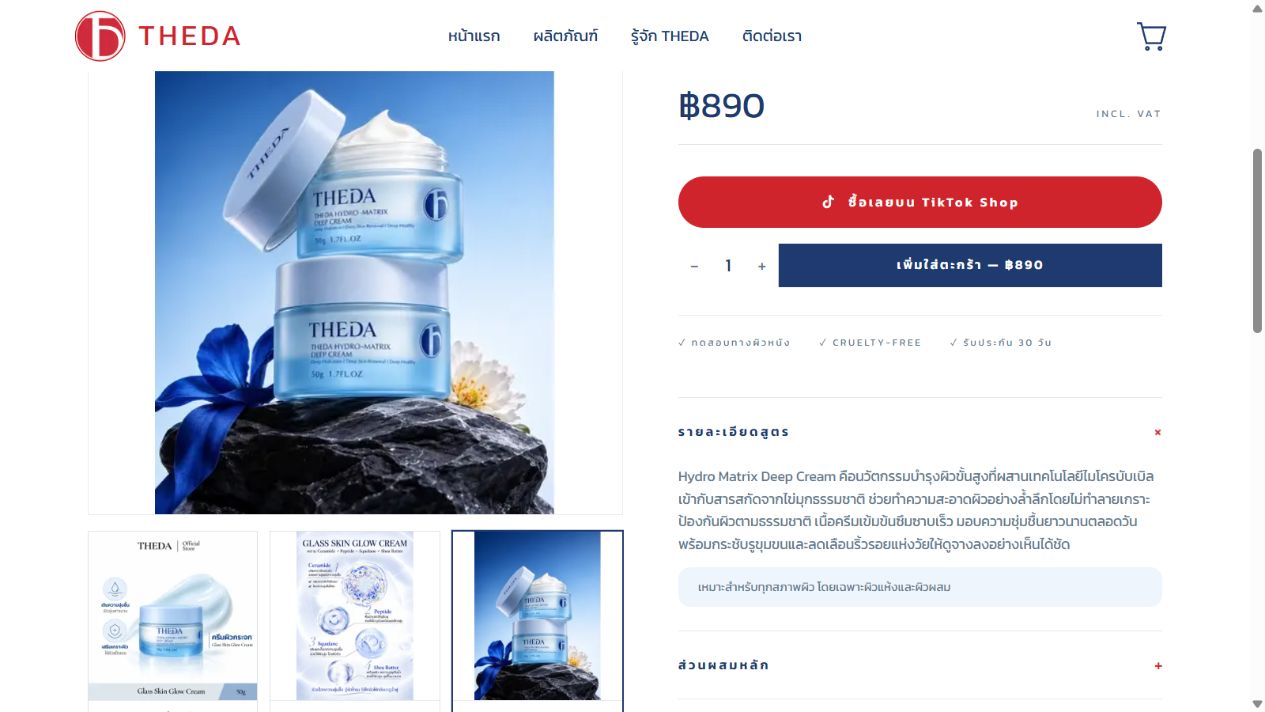 THEDA
หน้าแรก
ผลิตภัณฑ์
รู้จัก THEDA
ติดต่อเรา
THEDA
THEDA
THEDA HYDRO-MATRIX
DEEP CREAM
50g 1.7FL.OZ
THEDA
THEDA HYDRO-MATRIX
DEEP CREAM
50g 1.7FL.OZ
THEDA
Official
Store
THEDA
ครีมผิวกระจก
Glass Skin Glow Cream
Glass Skin Glow Cream
50g
GLASS SKIN GLOW CREAM
Ceramide
Peptide
Squalane
Shea Butter
THEDA
THEDA
฿890
INCL. VAT
ซื้อเลยบน TikTok Shop
− 1 +
เพิ่มใส่ตะกร้า — ฿890
✓ ทดสอบทางผิวหนัง
✓ CRUELTY-FREE
✓ รับประกัน 30 วัน
รายละเอียดสูตร
Hydro Matrix Deep Cream คือนวัตกรรมบำรุงผิวขั้นสูงที่ผสานเทคโนโลยีไมโครบับเบิล
เข้ากับสารสกัดจากไข่มุกธรรมชาติ ช่วยทำความสะอาดผิวอย่างล้ำลึกโดยไม่ทำลายเกราะ
ป้องกันผิวตามธรรมชาติ เนื้อครีมเข้มข้นซึมซาบเร็ว มอบความชุ่มชื้นยาวนานตลอดวัน
พร้อมกระชับรูขุมขนและลดเลือนริ้วรอยแห่งวัยให้ดูจางลงอย่างเห็นได้ชัด
เหมาะสำหรับทุกสภาพผิว โดยเฉพาะผิวแห้งและผิวผสม
ส่วนผสมหลัก
+